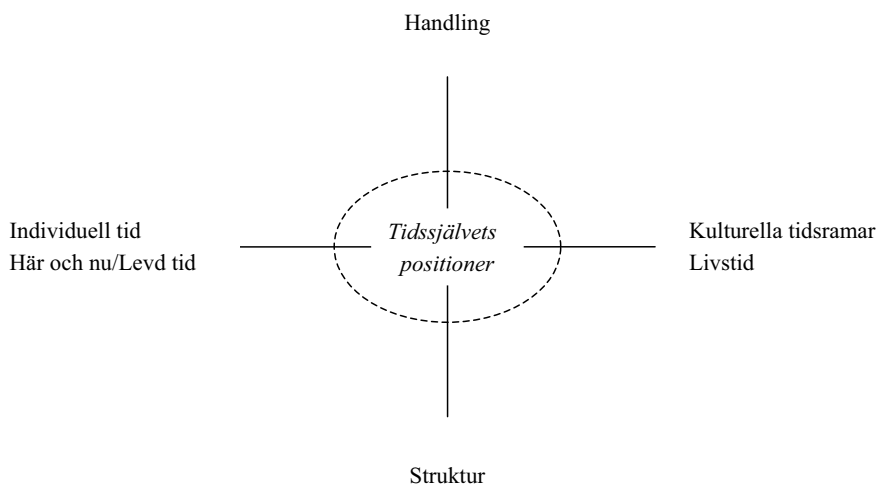 Handling
Individuell tid
Här och nu/Levd tid
Tidssjälvets
positioner
Kulturella tidsramar
Livstid
Struktur